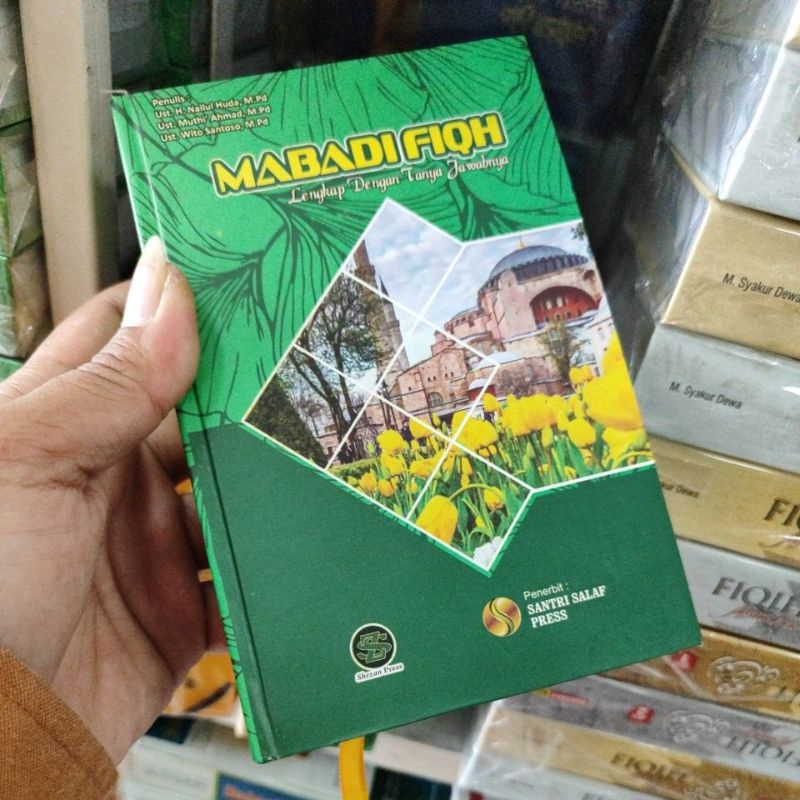 Penulis :
Ust. H. Nailul Huda, M.Pd
Ust. Muthi' Ahmad, M.Pd
Ust. Wito Santoso, M.Pd
MABADI FIQH
Lengkap Dengan Tanya Jawabnya
Penerbit :
SANTRI SALAF
PRESS
Shezan Press
M. Syakur Dewa
M. Syakur Dewa
FIQIH